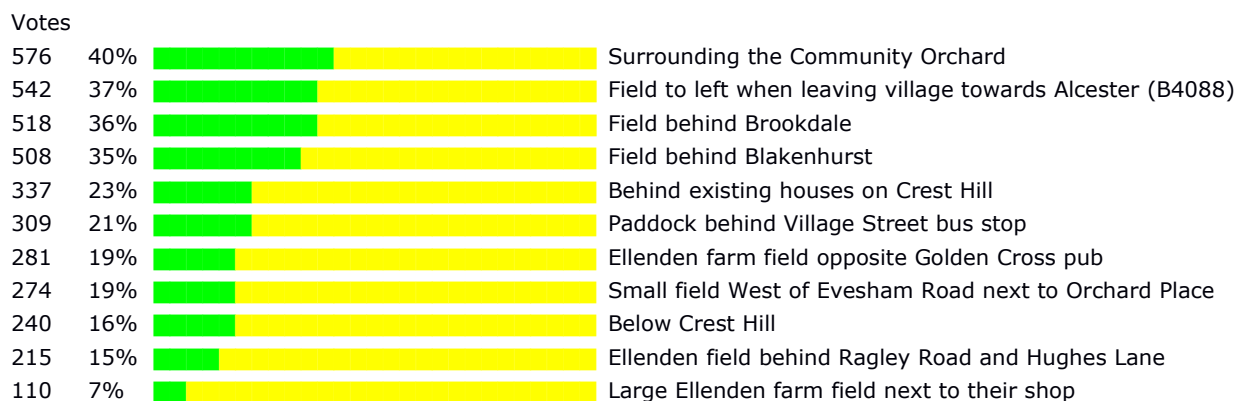 Votes
576 40% Surrounding the Community Orchard
542 37% Field to left when leaving village towards Alcester (B4088)
518 36% Field behind Brookdale
508 35% Field behind Blakenhurst
337 23% Behind existing houses on Crest Hill
309 21% Paddock behind Village Street bus stop
281 19% Ellenden farm field opposite Golden Cross pub
274 19% Small field West of Evesham Road next to Orchard Place
240 16% Below Crest Hill
215 15% Ellenden field behind Ragley Road and Hughes Lane
110 7% Large Ellenden farm field next to their shop